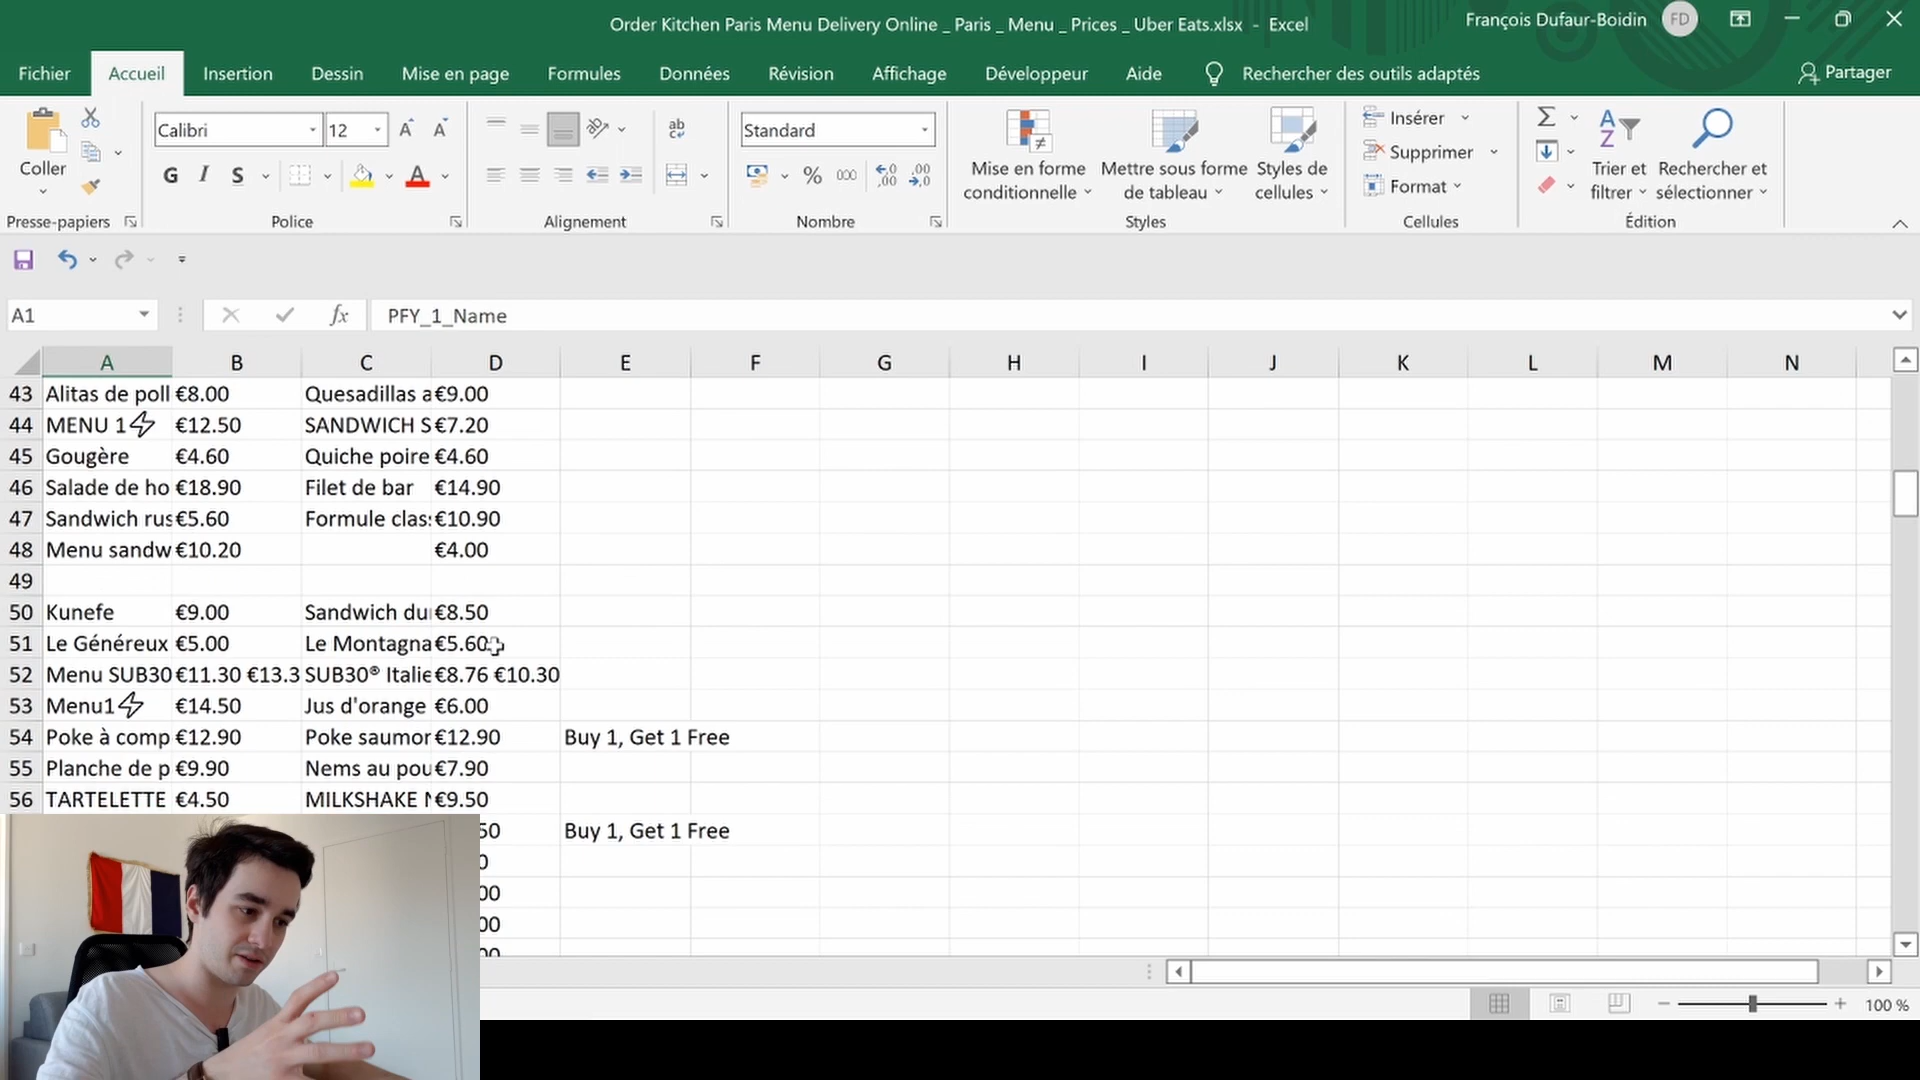 Order Kitchen Paris Menu Delivery Online _ Paris _ Menu _ Prices _ Uber Eats.xlsx - Excel
François Dufaur-Boidin FD
Fichier Accueil Insertion Dessin Mise en page Formules Données Révision Affichage Développeur Aide Rechercher des outils adaptés Partager
Coller
Calibri 12
G I S
Standard
% 000
Mise en forme conditionnelle
Mettre sous forme de tableau
Styles de cellules
Insérer
Supprimer
Format
Trier et filtrer
Rechercher et sélectionner
Presse-papiers Police Alignement Nombre Styles Cellules Édition
A1 fx PFY_1_Name
A B C D E F G H I J K L M N
43 Alitas de poll €8.00 Quesadillas a €9.00
44 MENU 1⚡ €12.50 SANDWICH S €7.20
45 Gougère €4.60 Quiche poire €4.60
46 Salade de ho €18.90 Filet de bar €14.90
47 Sandwich rus €5.60 Formule clas €10.90
48 Menu sandw €10.20 €4.00
49
50 Kunefe €9.00 Sandwich du €8.50
51 Le Généreux €5.00 Le Montagna €5.60
52 Menu SUB30 €11.30 €13.3 SUB30® Italie €8.76 €10.30
53 Menu1⚡ €14.50 Jus d'orange €6.00
54 Poke à comp €12.90 Poke saumon €12.90 Buy 1, Get 1 Free
55 Planche de p €9.90 Nems au pou €7.90
56 TARTELETTE €4.50 MILKSHAKE €9.50
50 Buy 1, Get 1 Free
0
00
00
00
100 %